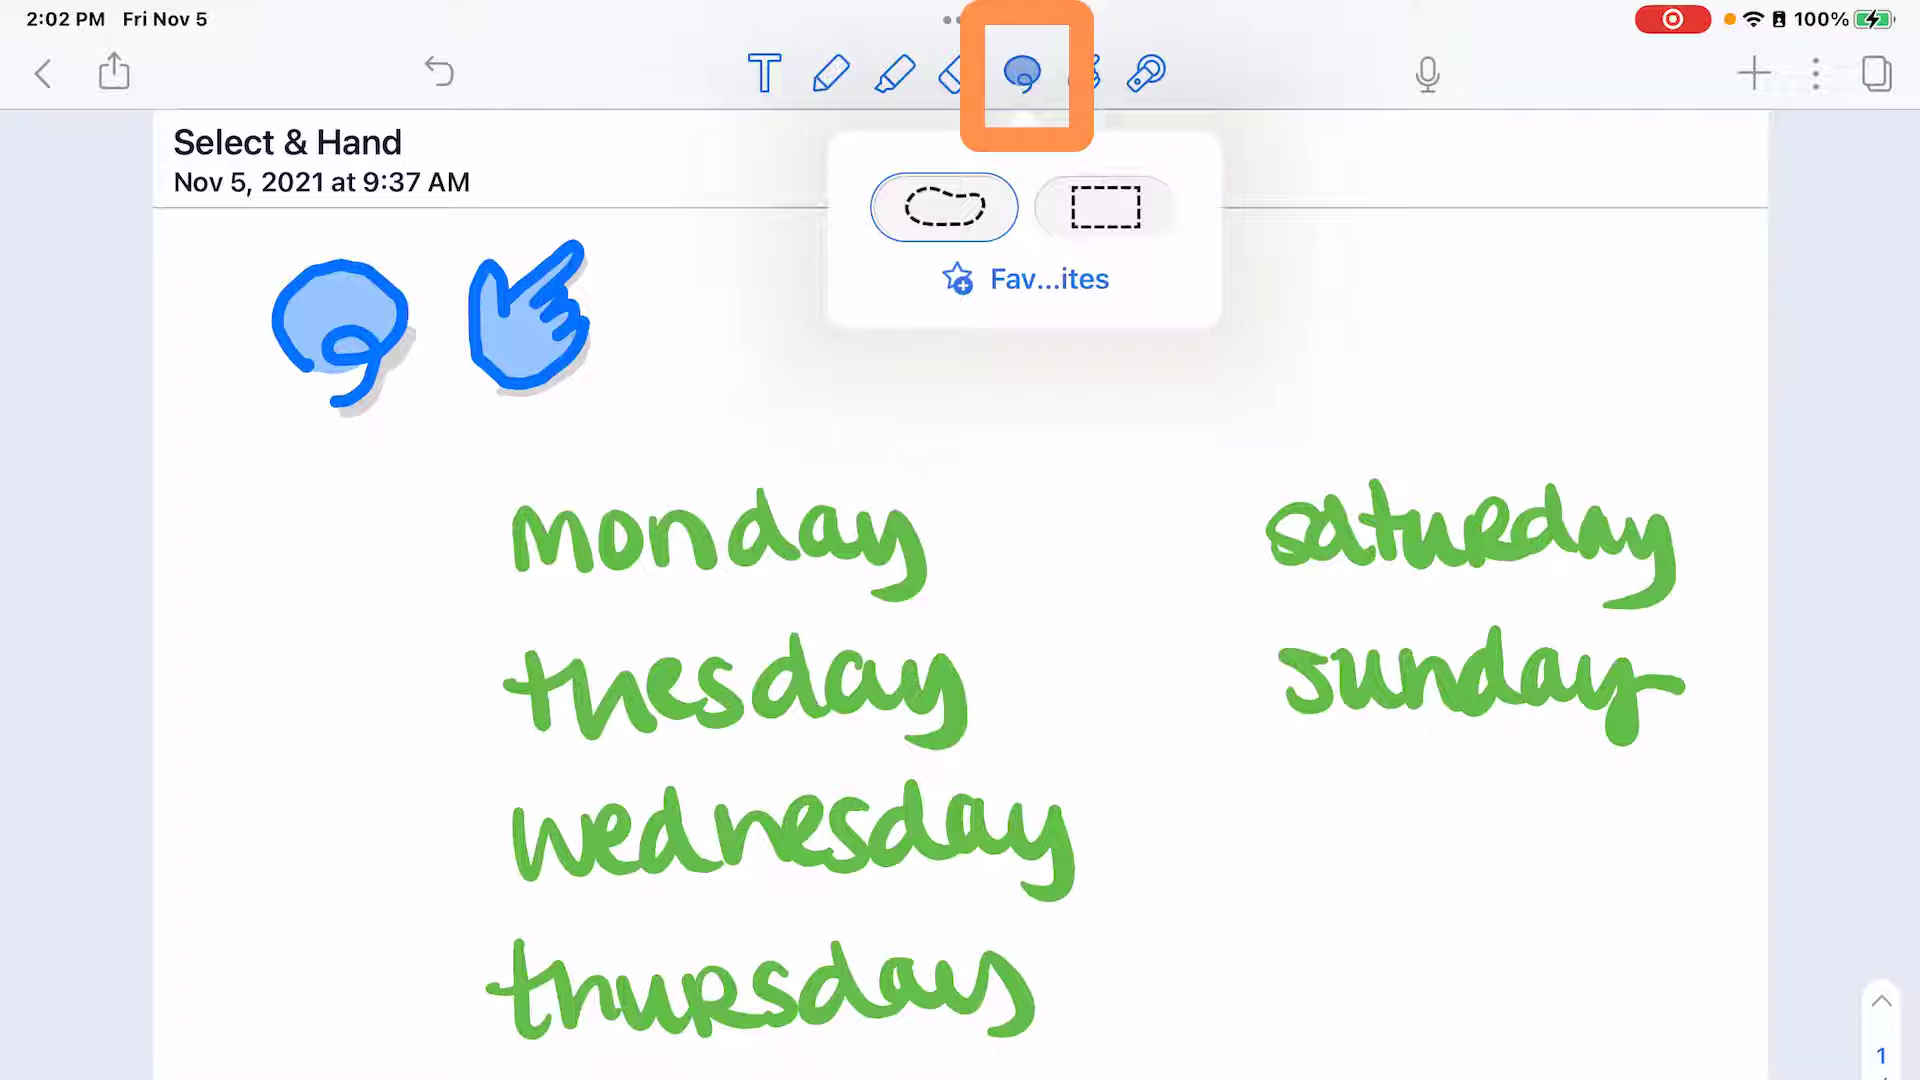 2:02 PM Fri Nov 5 100%
T
Select & Hand
Nov 5, 2021 at 9:37 AM
Fav...ites
monday saturday
tuesday sunday
wednesday
thursday
1